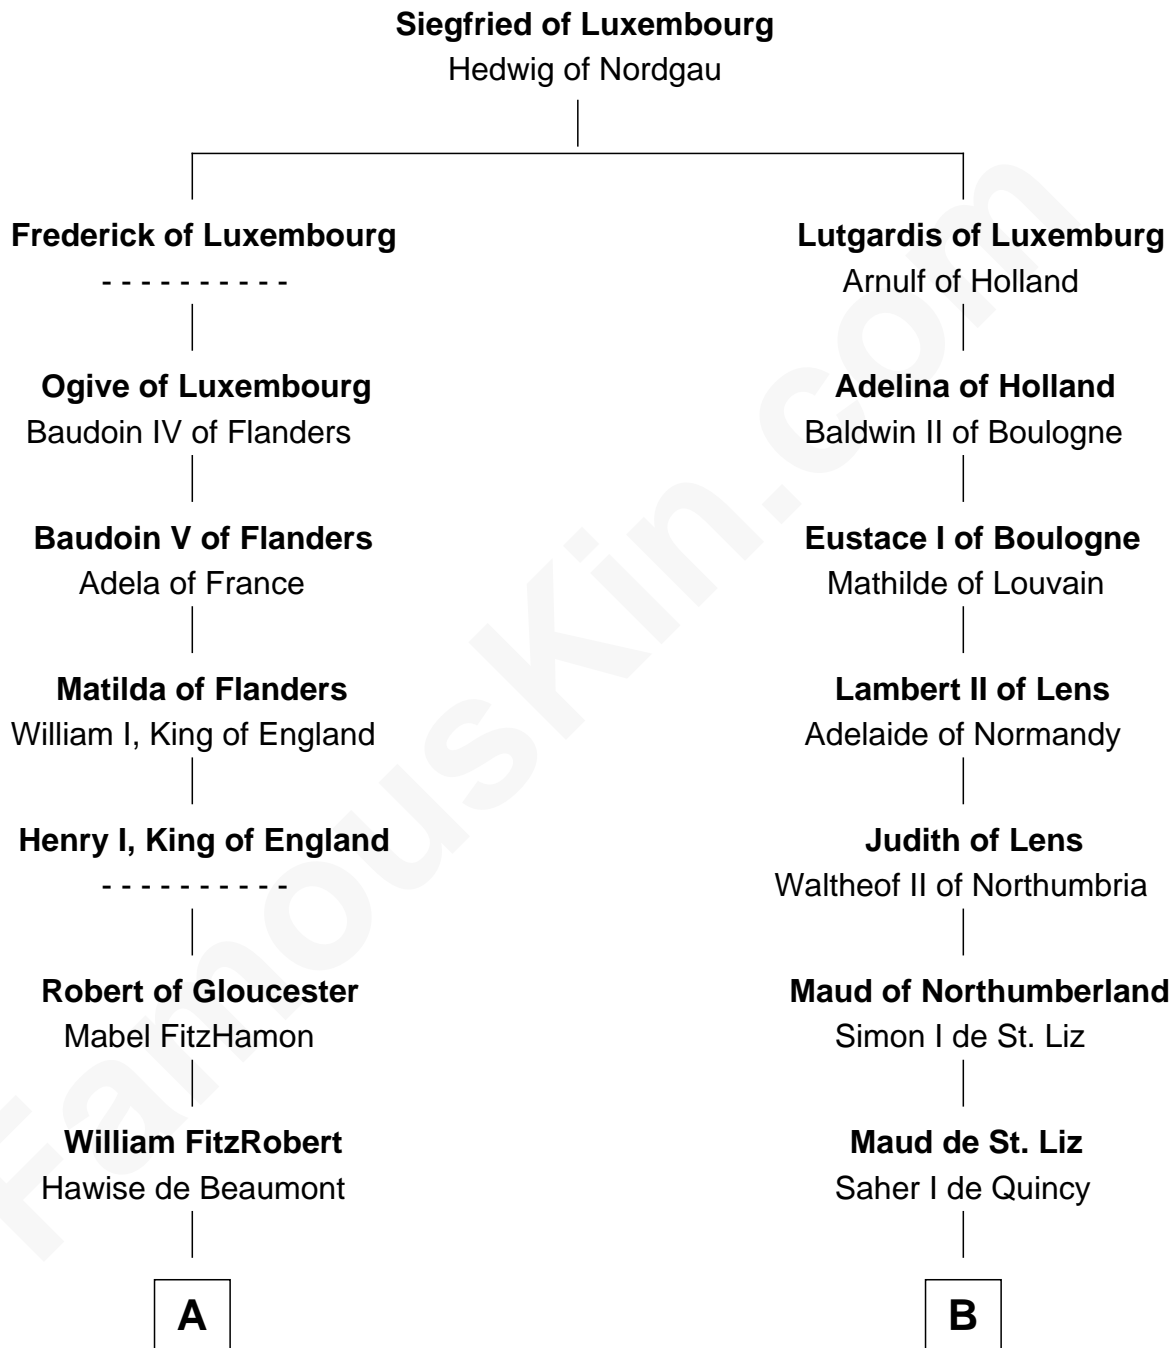 Siegfried of Luxembourg
Hedwig of Nordgau
Frederick of Luxembourg
- - - - - - - - - -
Ogive of Luxembourg
Baudoin IV of Flanders
Baudoin V of Flanders
Adela of France
Matilda of Flanders
William I, King of England
Henry I, King of England
- - - - - - - - - -
Robert of Gloucester
Mabel FitzHamon
William FitzRobert
Hawise de Beaumont
A
Lutgardis of Luxemburg
Arnulf of Holland
Adelina of Holland
Baldwin II of Boulogne
Eustace I of Boulogne
Mathilde of Louvain
Lambert II of Lens
Adelaide of Normandy
Judith of Lens
Waltheof II of Northumbria
Maud of Northumberland
Simon I de St. Liz
Maud de St. Liz
Saher I de Quincy
B
FamousKin.com